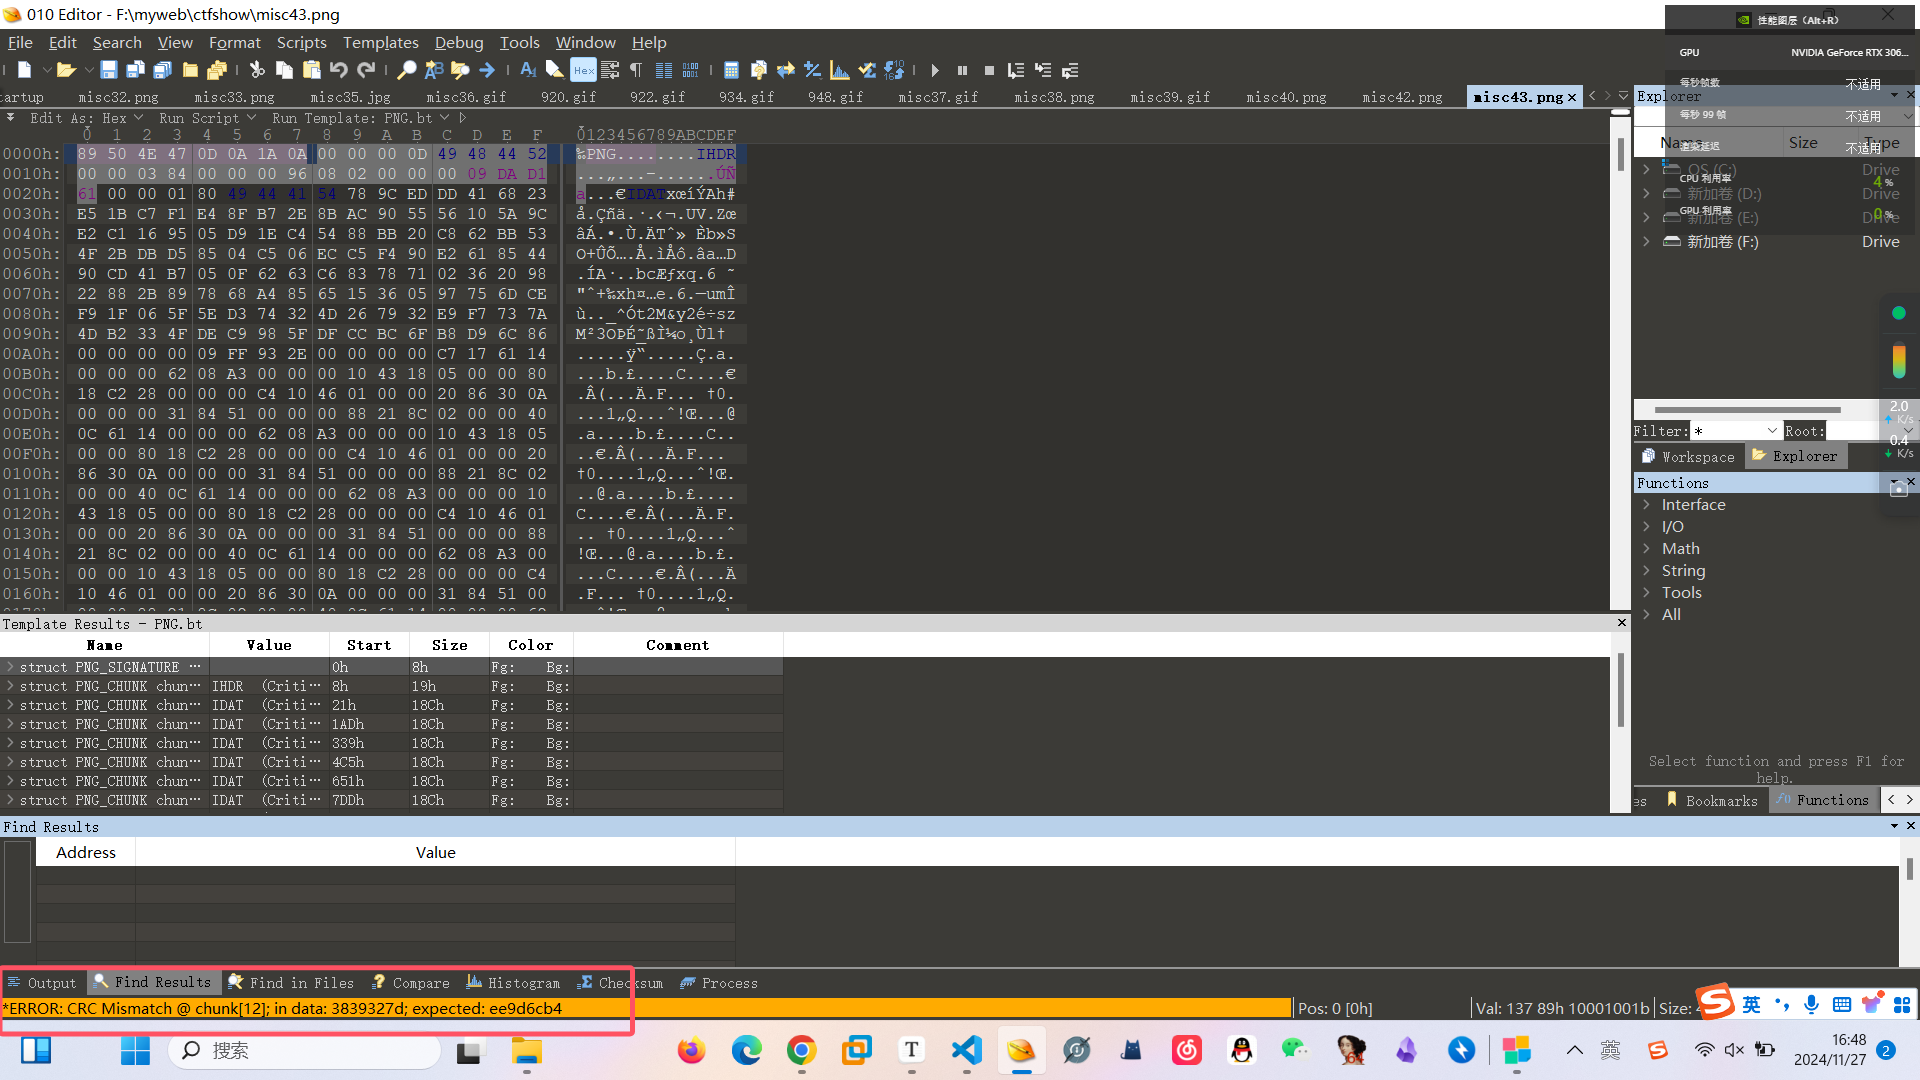 010 Editor - F:\myweb\ctfshow\misc43.png
性能图层 (Alt+R)
File Edit Search View Format Scripts Templates Debug Tools Window Help
GPU NVIDIA GeForce RTX 306...
每秒帧数 不适用
tartup misc32.png misc33.png misc35.jpg misc36.gif 920.gif 922.gif 934.gif 948.gif misc37.gif misc38.png misc39.gif misc40.png misc42.png misc43.png
Explorer
每秒 99 帧 不适用
Edit As: Hex Run Script Run Template: PNG.bt
0 1 2 3 4 5 6 7 8 9 A B C D E F 0123456789ABCDEF
Size Type
渲染延迟 不适用
0000h: 89 50 4E 47 0D 0A 1A 0A 00 00 00 0D 49 48 44 52 ‰PNG........IHDR
0010h: 00 00 03 84 00 00 00 96 08 02 00 00 00 09 DA D1 ...„...–......ÚÑ
0020h: 61 00 00 01 80 49 44 41 54 78 9C ED DD 41 68 23 a...€IDATxœíÝAh#
0030h: E5 1B C7 F1 E4 8F B7 2E 8B AC 90 55 56 10 5A 9C å.Çñä.·.‹¬.UV.Zœ
0040h: E2 C1 16 95 05 D9 1E C4 54 88 BB 20 C8 62 BB 53 âÁ.•.Ù.ÄTˆ» Èb»S
0050h: 4F 2B DB D5 85 04 C5 06 EC C5 F4 90 E2 61 85 44 O+ÛÕ….Å.ìÅô.âa…D
0060h: 90 CD 41 B7 05 0F 62 63 C6 83 78 71 02 36 20 98 .ÍA·..bcÆƒxq.6 ˜
0070h: 22 88 2B 89 78 68 A4 85 65 15 36 05 97 75 6D CE "ˆ+‰xh¤…e.6.—umÎ
0080h: F9 1F 06 5F 5E D3 74 32 4D 26 79 32 E9 F7 73 7A ù.._^Ót2M&y2é÷sz
0090h: 4D B2 33 4F DE C9 98 5F DF CC BC 6F B8 D9 6C 86 M²3OÞÉ˜_ßÌ¼o¸Ùl†
00A0h: 00 00 00 00 09 FF 93 2E 00 00 00 00 C7 17 61 14 .....ÿ“.....Ç.a.
00B0h: 00 00 00 62 08 A3 00 00 00 10 43 18 05 00 00 80 ...b.£....C....€
00C0h: 18 C2 28 00 00 00 C4 10 46 01 00 00 20 86 30 0A .Â(...Ä.F... †0.
00D0h: 00 00 00 31 84 51 00 00 00 88 21 8C 02 00 00 40 ...1„Q...ˆ!Œ...@
00E0h: 0C 61 14 00 00 00 62 08 A3 00 00 00 10 43 18 05 .a....b.£....C..
00F0h: 00 00 80 18 C2 28 00 00 00 C4 10 46 01 00 00 20 ..€.Â(...Ä.F...
0100h: 86 30 0A 00 00 00 31 84 51 00 00 00 88 21 8C 02 †0....1„Q...ˆ!Œ.
0110h: 00 00 40 0C 61 14 00 00 00 62 08 A3 00 00 00 10 ..@.a....b.£....
0120h: 43 18 05 00 00 80 18 C2 28 00 00 00 C4 10 46 01 C....€.Â(...Ä.F.
0130h: 00 00 20 86 30 0A 00 00 00 31 84 51 00 00 00 88 .. †0....1„Q...ˆ
0140h: 21 8C 02 00 00 40 0C 61 14 00 00 00 62 08 A3 00 !Œ...@.a....b.£.
0150h: 00 00 10 43 18 05 00 00 80 18 C2 28 00 00 00 C4 ...C....€.Â(...Ä
0160h: 10 46 01 00 00 20 86 30 0A 00 00 00 31 84 51 00 .F... †0....1„Q.
OS (C:) Drive
CPU 利用率 4 %
新加卷 (D:) Drive
GPU 利用率 0 %
新加卷 (E:) Drive
新加卷 (F:) Drive
2.0
K/s
0.4
K/s
Filter: * Root:
Workspace Explorer
Functions
Interface
I/O
Math
String
Tools
All
Select function and press F1 for
help.
es Bookmarks Functions
Template Results - PNG.bt
Name Value Start Size Color Comment
struct PNG_SIGNATURE … 0h 8h Fg: Bg:
struct PNG_CHUNK chun… IHDR (Criti… 8h 19h Fg: Bg:
struct PNG_CHUNK chun… IDAT (Criti… 21h 18Ch Fg: Bg:
struct PNG_CHUNK chun… IDAT (Criti… 1ADh 18Ch Fg: Bg:
struct PNG_CHUNK chun… IDAT (Criti… 339h 18Ch Fg: Bg:
struct PNG_CHUNK chun… IDAT (Criti… 4C5h 18Ch Fg: Bg:
struct PNG_CHUNK chun… IDAT (Criti… 651h 18Ch Fg: Bg:
struct PNG_CHUNK chun… IDAT (Criti… 7DDh 18Ch Fg: Bg:
Find Results
Address Value
Output Find Results Find in Files Compare Histogram Checksum Process
*ERROR: CRC Mismatch @ chunk[12]; in data: 3839327d; expected: ee9d6cb4
Pos: 0 [0h] Val: 137 89h 10001001b Size:
英
搜索
英
16:48
2024/11/27
2